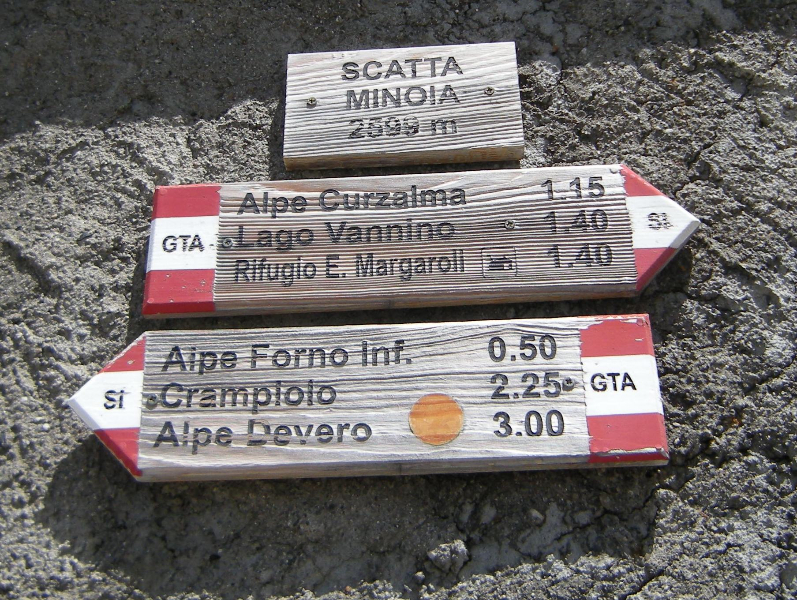 SCATTA
MINOIA
2599 m
Alpe Curzalma 1.15
GTA Lago Vannino 1.40 SI
Rifugio E. Margaroli 1.40
Alpe Forno Inf. 0.50
SI Crampiolo 2.25 GTA
Alpe Devero 3.00